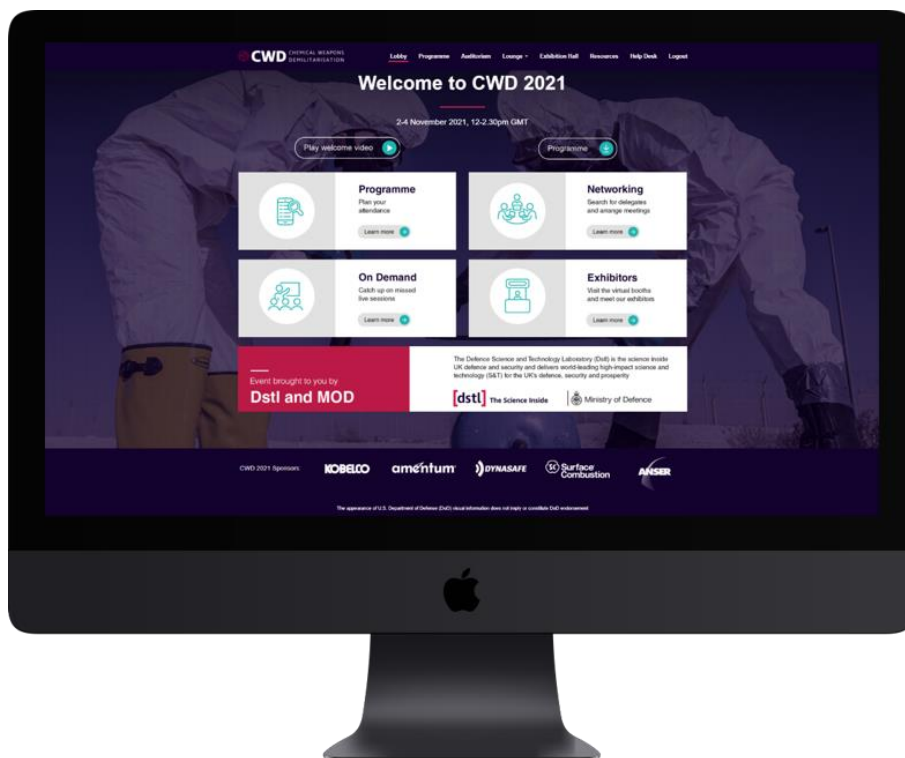 CWD CHEMICAL WEAPONS
DEMILITARISATION
Lobby Programme Auditorium Lounge Exhibition Hall Resources Help Desk Logout
Welcome to CWD 2021
2-4 November 2021, 12-2.30pm GMT
Play welcome video
Programme
Programme
Plan your
attendance
Learn more
Networking
Search for delegates
and arrange meetings
Learn more
On Demand
Catch up on missed
live sessions
Learn more
Exhibitors
Visit the virtual booths
and meet our exhibitors
Learn more
Event brought to you by
Dstl and MOD
The Defence Science and Technology Laboratory (Dstl) is the science inside
UK defence and security and delivers world-leading high-impact science and
technology (S&T) for the UK's defence, security and prosperity
[dstl] The Science Inside
Ministry of Defence
CWD 2021 Sponsors:
KOBELCO
amentum
DYNASAFE
SC Surface
Combustion
ANSER
The appearance of U.S. Department of Defense (DoD) visual information does not imply or constitute DoD endorsement